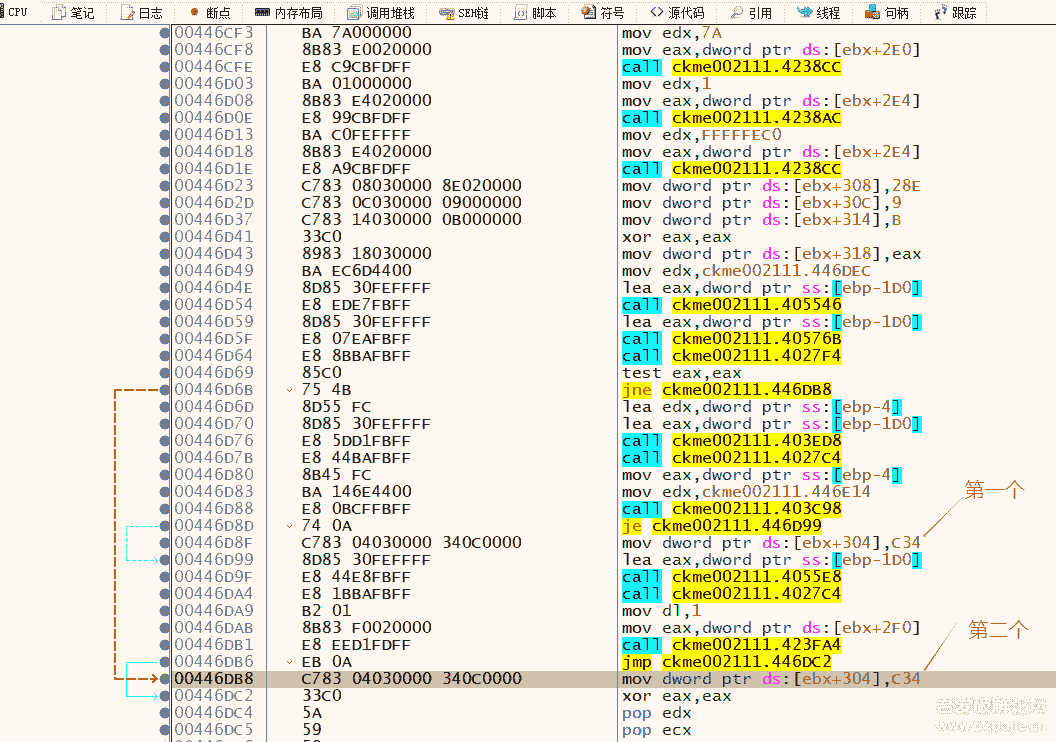 CPU 笔记 日志 断点 内存布局 调用堆栈 SEH链 脚本 符号 源代码 引用 线程 句柄 跟踪
00446CF3 BA 7A000000 mov edx,7A
00446CF8 8B83 E0020000 mov eax,dword ptr ds:[ebx+2E0]
00446CFE E8 C9CBFDFF call ckme002111.4238CC
00446D03 BA 01000000 mov edx,1
00446D08 8B83 E4020000 mov eax,dword ptr ds:[ebx+2E4]
00446D0E E8 99CBFDFF call ckme002111.4238AC
00446D13 BA C0FEFFFF mov edx,FFFFFEC0
00446D18 8B83 E4020000 mov eax,dword ptr ds:[ebx+2E4]
00446D1E E8 A9CBFDFF call ckme002111.4238CC
00446D23 C783 08030000 8E020000 mov dword ptr ds:[ebx+308],28E
00446D2D C783 0C030000 09000000 mov dword ptr ds:[ebx+30C],9
00446D37 C783 14030000 0B000000 mov dword ptr ds:[ebx+314],B
00446D41 33C0 xor eax,eax
00446D43 8983 18030000 mov dword ptr ds:[ebx+318],eax
00446D49 BA EC6D4400 mov edx,ckme002111.446DEC
00446D4E 8D85 30FEFFFF lea eax,dword ptr ss:[ebp-1D0]
00446D54 E8 EDE7FBFF call ckme002111.405546
00446D59 8D85 30FEFFFF lea eax,dword ptr ss:[ebp-1D0]
00446D5F E8 07EAFBFF call ckme002111.40576B
00446D64 E8 8BBAFBFF call ckme002111.4027F4
00446D69 85C0 test eax,eax
00446D6B 75 4B jne ckme002111.446DB8
00446D6D 8D55 FC lea edx,dword ptr ss:[ebp-4]
00446D70 8D85 30FEFFFF lea eax,dword ptr ss:[ebp-1D0]
00446D76 E8 5DD1FBFF call ckme002111.403ED8
00446D7B E8 44BAFBFF call ckme002111.4027C4
00446D80 8B45 FC mov eax,dword ptr ss:[ebp-4]
00446D83 BA 146E4400 mov edx,ckme002111.446E14
第一个
00446D88 E8 0BCFFBFF call ckme002111.403C98
00446D8D 74 0A je ckme002111.446D99
00446D8F C783 04030000 340C0000 mov dword ptr ds:[ebx+304],C34
00446D99 8D85 30FEFFFF lea eax,dword ptr ss:[ebp-1D0]
00446D9F E8 44E8FBFF call ckme002111.4055E8
00446DA4 E8 1BBAFBFF call ckme002111.4027C4
00446DA9 B2 01 mov dl,1
00446DAB 8B83 F0020000 mov eax,dword ptr ds:[ebx+2F0]
第二个
00446DB1 E8 EED1FDFF call ckme002111.423FA4
00446DB6 EB 0A jmp ckme002111.446DC2
00446DB8 C783 04030000 340C0000 mov dword ptr ds:[ebx+304],C34
00446DC2 33C0 xor eax,eax
00446DC4 5A pop edx
00446DC5 59 pop ecx
吾爱破解论坛
www.52pojie.cn